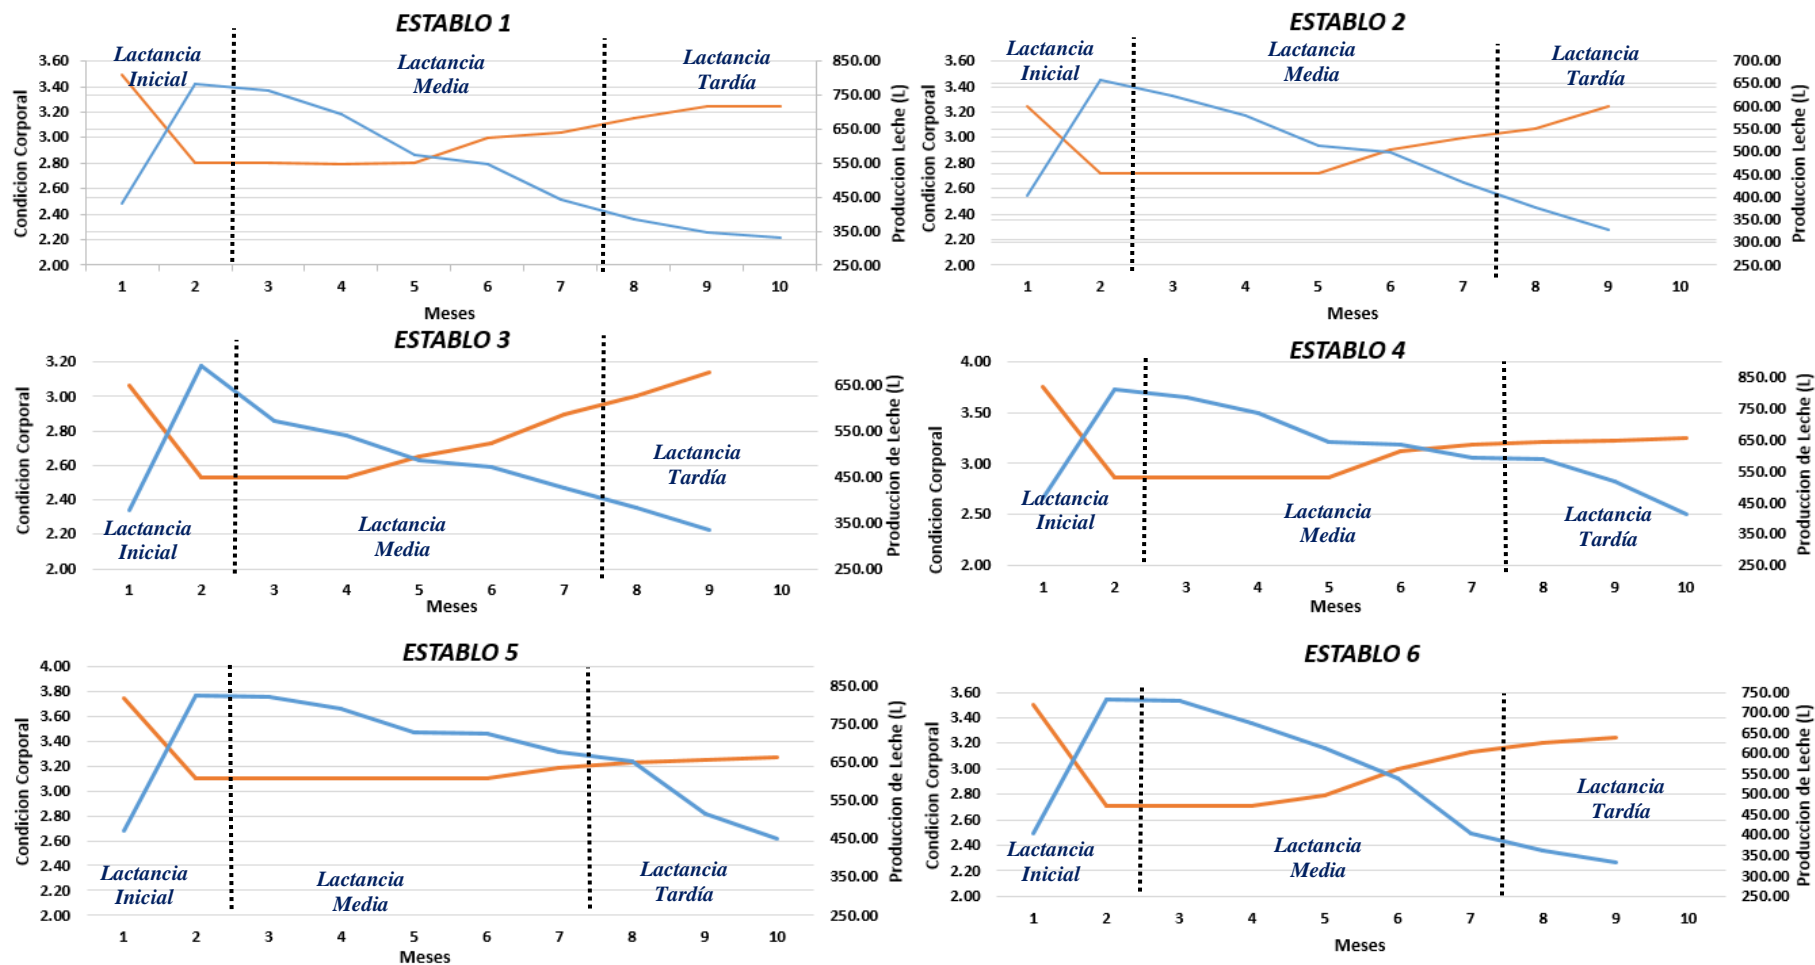 ESTABLO 1
Lactancia
Inicial
Lactancia
Media
Lactancia
Tardía
Condicion Corporal
3.60
3.40
3.20
3.00
2.80
2.60
2.40
2.20
2.00
Produccion Leche (L)
850.00
750.00
650.00
550.00
450.00
350.00
250.00
1 2 3 4 5 6 7 8 9 10
Meses
ESTABLO 2
Lactancia
Inicial
Lactancia
Media
Lactancia
Tardía
Condicion Corporal
3.60
3.40
3.20
3.00
2.80
2.60
2.40
2.20
2.00
Produccion Leche (L)
700.00
650.00
600.00
550.00
500.00
450.00
400.00
350.00
300.00
250.00
1 2 3 4 5 6 7 8 9 10
Meses
ESTABLO 3
Condicion Corporal
3.20
3.00
2.80
2.60
2.40
2.20
2.00
Lactancia
Inicial
Lactancia
Media
Lactancia
Tardía
Produccion de Leche (L)
650.00
550.00
450.00
350.00
250.00
1 2 3 4 5 6 7 8 9 10
Meses
ESTABLO 4
Condicion Corporal
4.00
3.50
3.00
2.50
2.00
Lactancia
Inicial
Lactancia
Media
Lactancia
Tardía
Produccion de Leche (L)
850.00
750.00
650.00
550.00
450.00
350.00
250.00
1 2 3 4 5 6 7 8 9 10
Meses
ESTABLO 5
Condicion Corporal
4.00
3.80
3.60
3.40
3.20
3.00
2.80
2.60
2.40
2.20
2.00
Lactancia
Inicial
Lactancia
Media
Lactancia
Tardía
Produccion de Leche (L)
850.00
750.00
650.00
550.00
450.00
350.00
250.00
1 2 3 4 5 6 7 8 9 10
Meses
ESTABLO 6
Condicion Corporal
3.60
3.40
3.20
3.00
2.80
2.60
2.40
2.20
2.00
Lactancia
Inicial
Lactancia
Media
Lactancia
Tardía
Produccion de Leche (L)
750.00
700.00
650.00
600.00
550.00
500.00
450.00
400.00
350.00
300.00
250.00
1 2 3 4 5 6 7 8 9 10
Meses